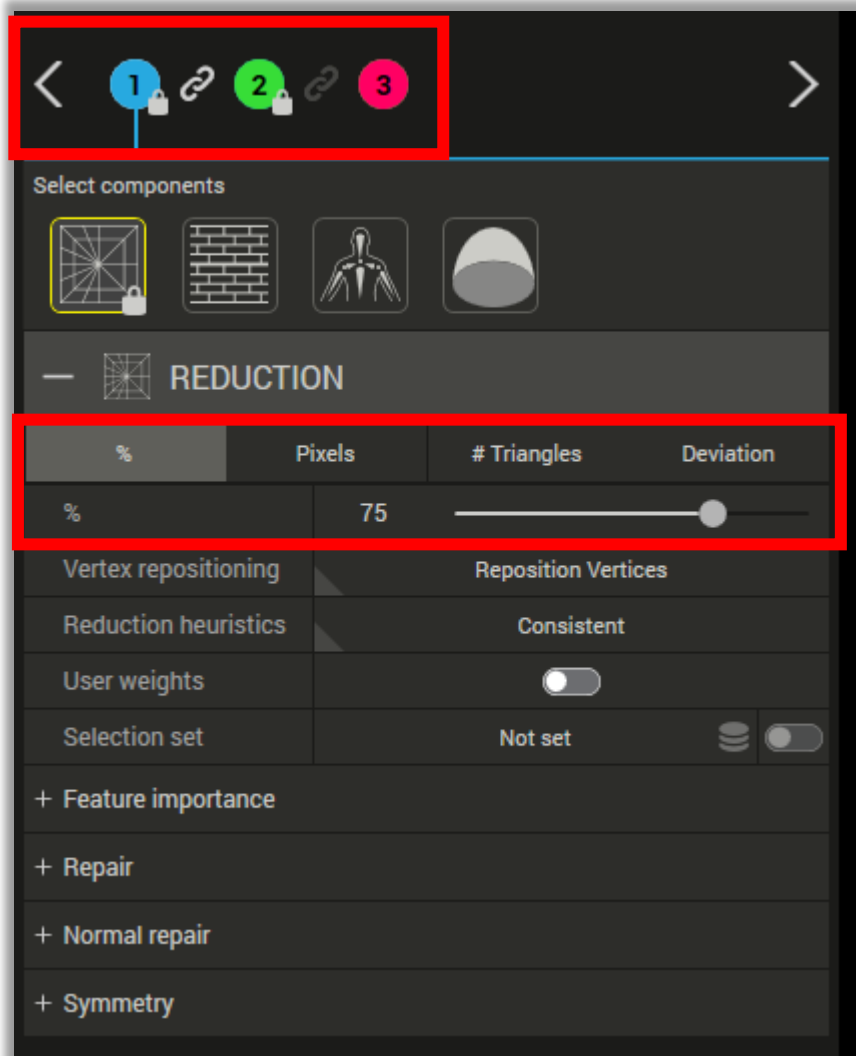 1 2 3
Select components
REDUCTION
% Pixels # Triangles Deviation
% 75
Vertex repositioning Reposition Vertices
Reduction heuristics Consistent
User weights
Selection set Not set
+ Feature importance
+ Repair
+ Normal repair
+ Symmetry